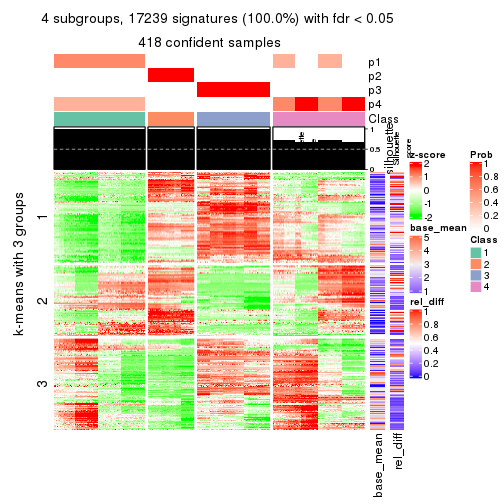 4 subgroups, 17239 signatures (100.0%) with fdr < 0.05
418 confident samples
p1
p2
p3
p4
Class
1
0.5
0
silhouette
Silhouette
score
k-means with 3 groups
1
2
3
base_mean
rel_diff
z-score
2
1
0
-1
-2
base_mean
5
4
3
2
1
rel_diff
1
0.8
0.6
0.4
0.2
0
Prob
1
0.8
0.6
0.4
0.2
0
Class
1
2
3
4